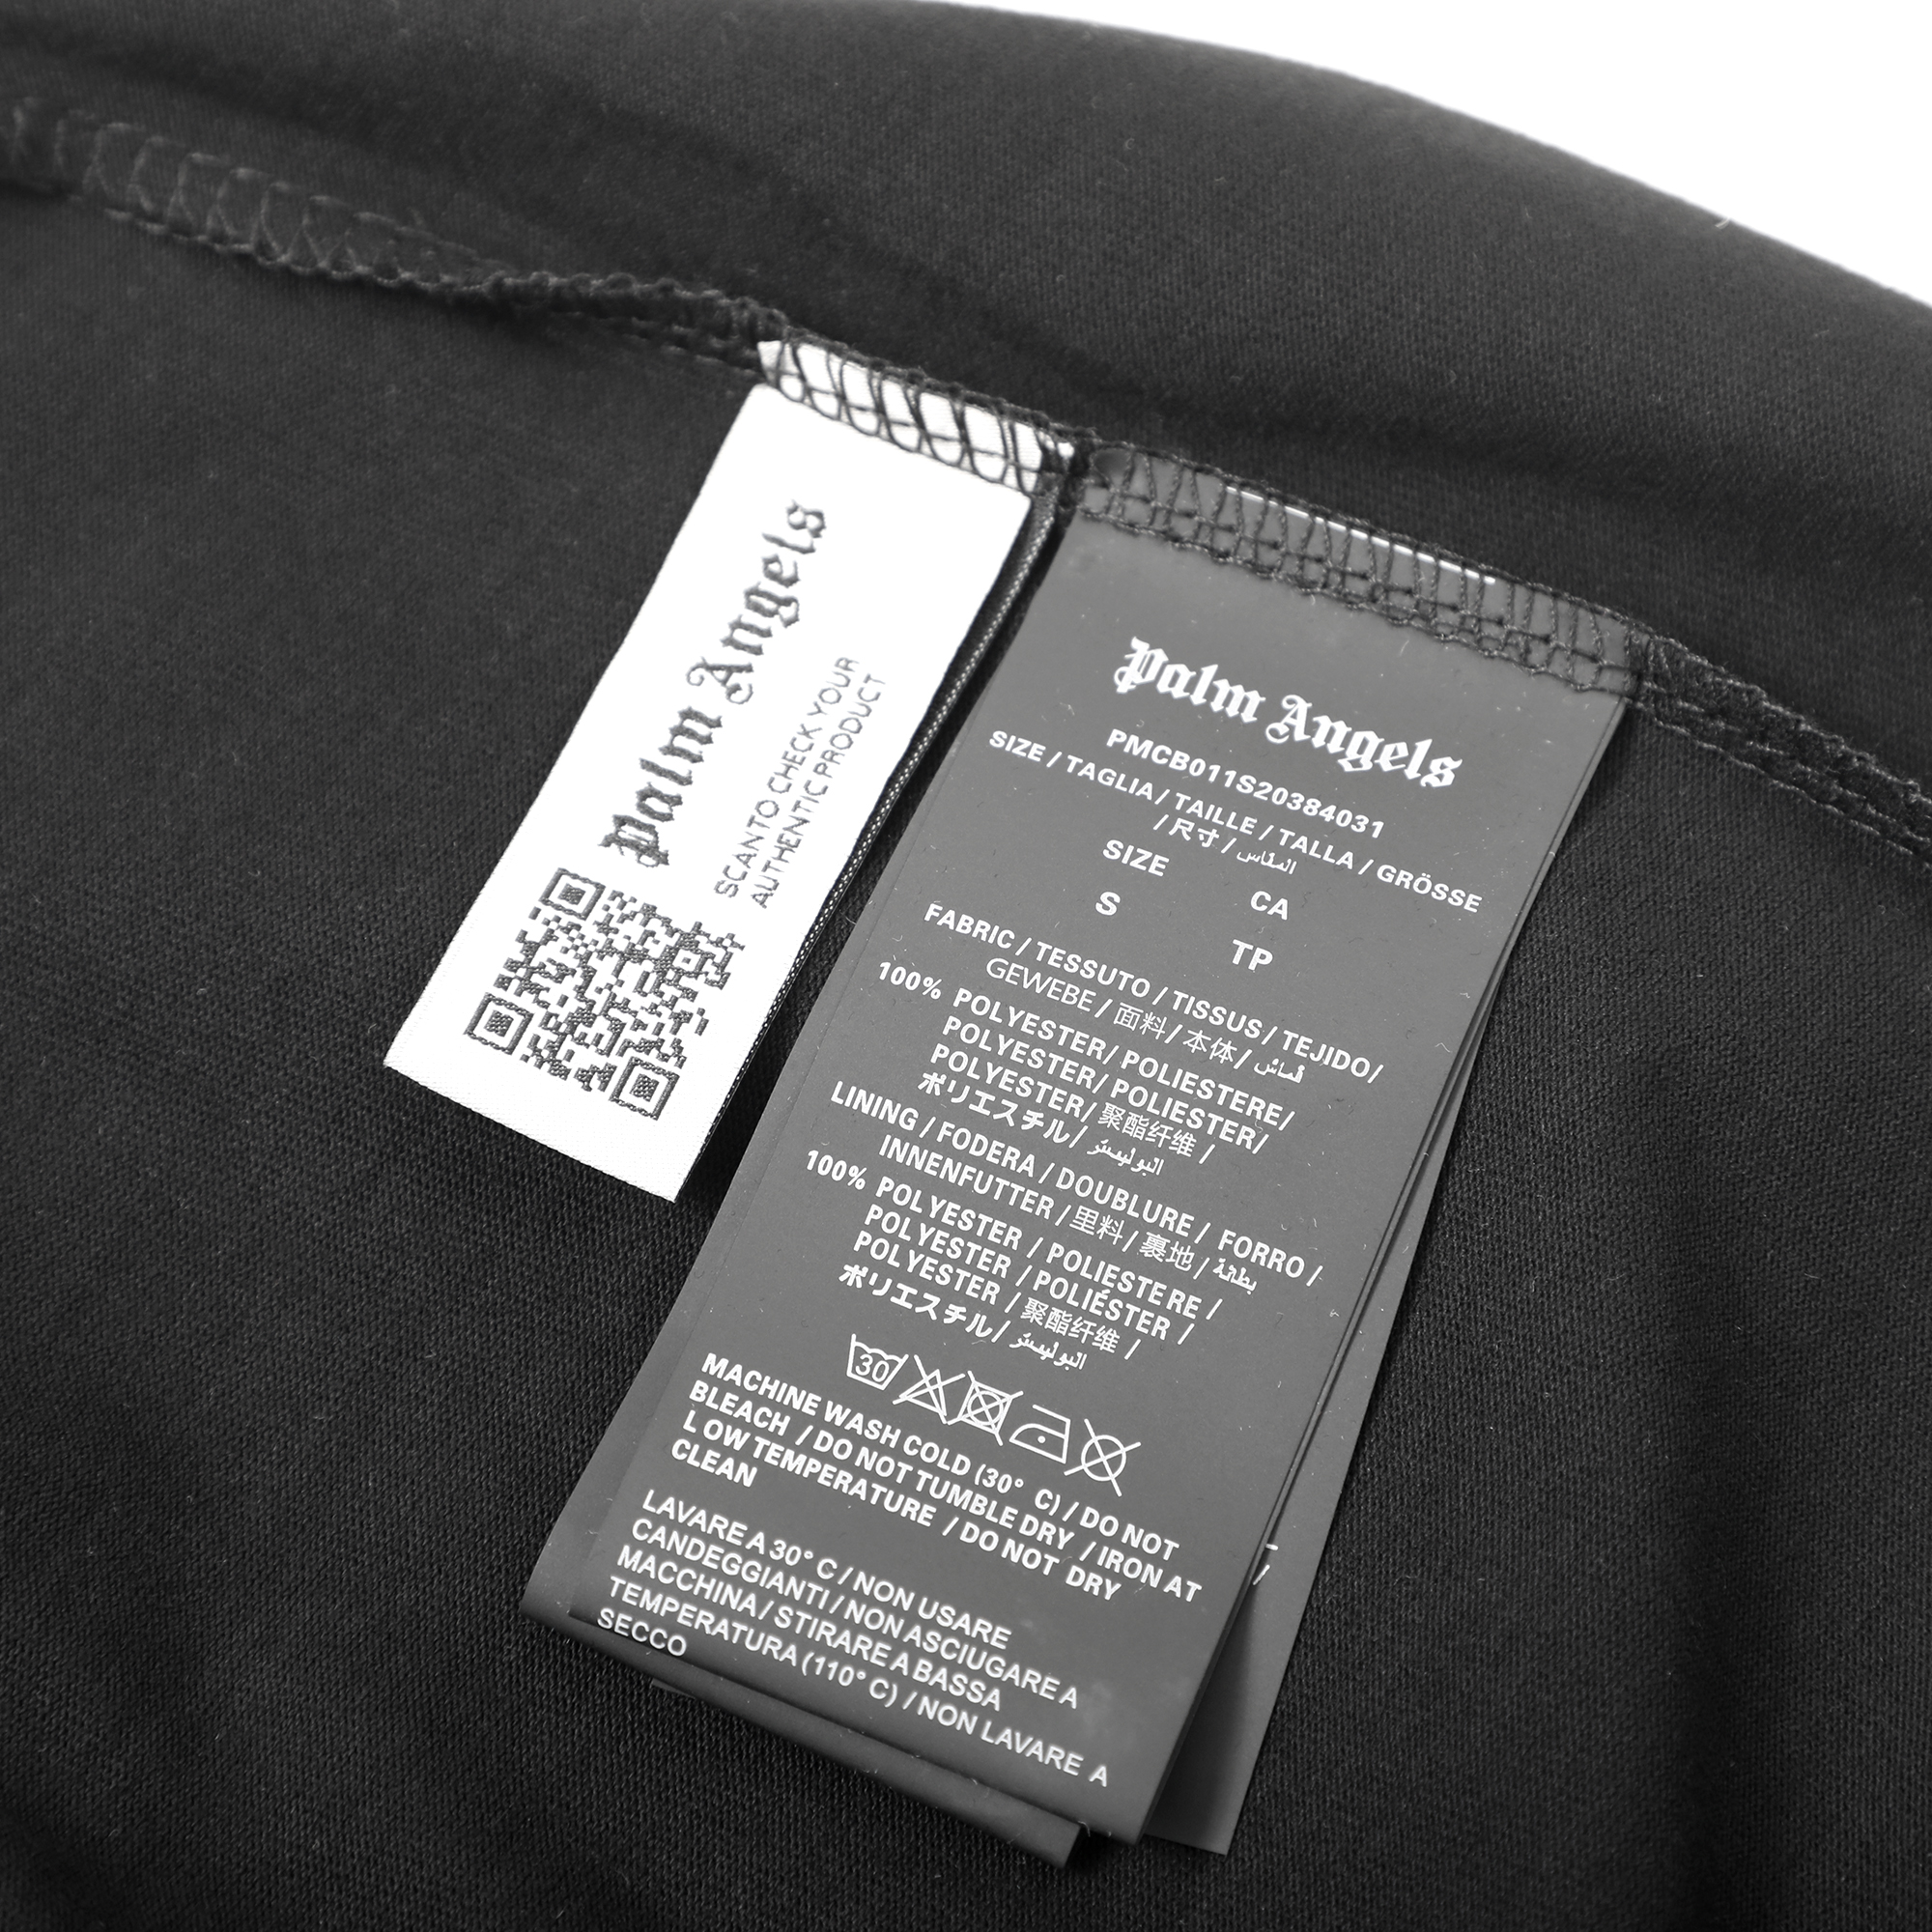 Palm Angels
SCAN TO CHECK YOUR
AUTHENTIC PRODUCT
Palm Angels
PMCB011S20384031
SIZE / TAGLIA / TAILLE / TALLA / GRÖSSE
/ 尺寸 / المقاس
SIZE CA
S TP
FABRIC / TESSUTO / TISSUS / TEJIDO/
GEWEBE / 面料 / 本体 / قماش
100% POLYESTER/ POLIESTERE/
POLYESTER/ POLIESTER/
POLYESTER/ 聚酯纤维 /
ポリエスチル/ البوليستر
LINING / FODERA / DOUBLURE / FORRO /
INNENFUTTER / 里料 / 裏地 / بطانة
100% POLYESTER / POLIESTERE /
POLYESTER / POLIÉSTER /
POLYESTER / 聚酯纤维 /
ポリエスチル/ البوليستر
30
MACHINE WASH COLD (30° C) / DO NOT
BLEACH / DO NOT TUMBLE DRY / IRON AT
LOW TEMPERATURE / DO NOT DRY
CLEAN
LAVARE A 30° C / NON USARE
CANDEGGIANTI / NON ASCIUGARE A
MACCHINA / STIRARE A BASSA
TEMPERATURA (110° C) / NON LAVARE A
SECCO